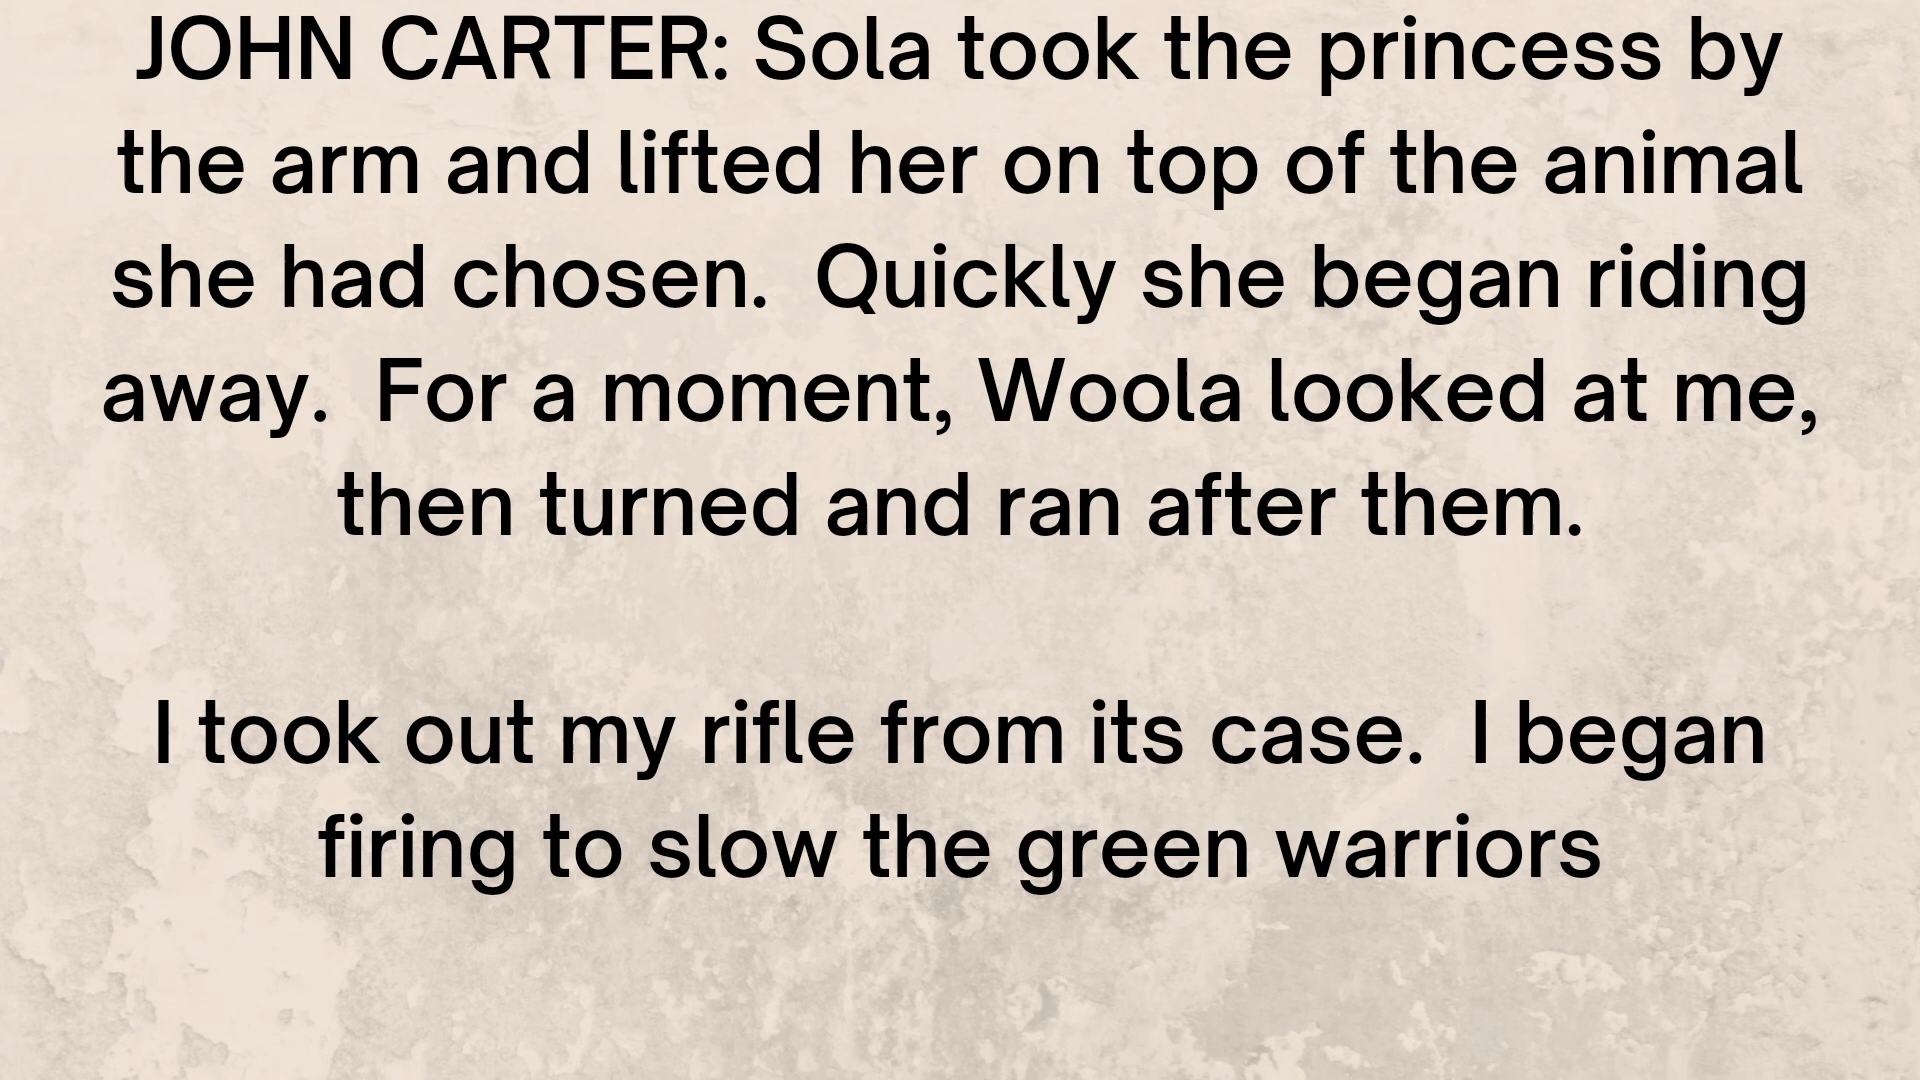 JOHN CARTER: Sola took the princess by
the arm and lifted her on top of the animal
she had chosen.  Quickly she began riding
away.  For a moment, Woola looked at me,
then turned and ran after them.
I took out my rifle from its case.  I began
firing to slow the green warriors